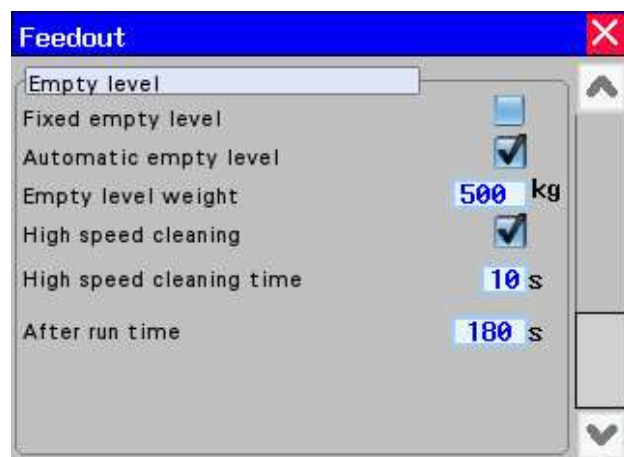 Feedout
Empty level
Fixed empty level
Automatic empty level
Empty level weight 500 kg
High speed cleaning
High speed cleaning time 10 s
After run time 180 s